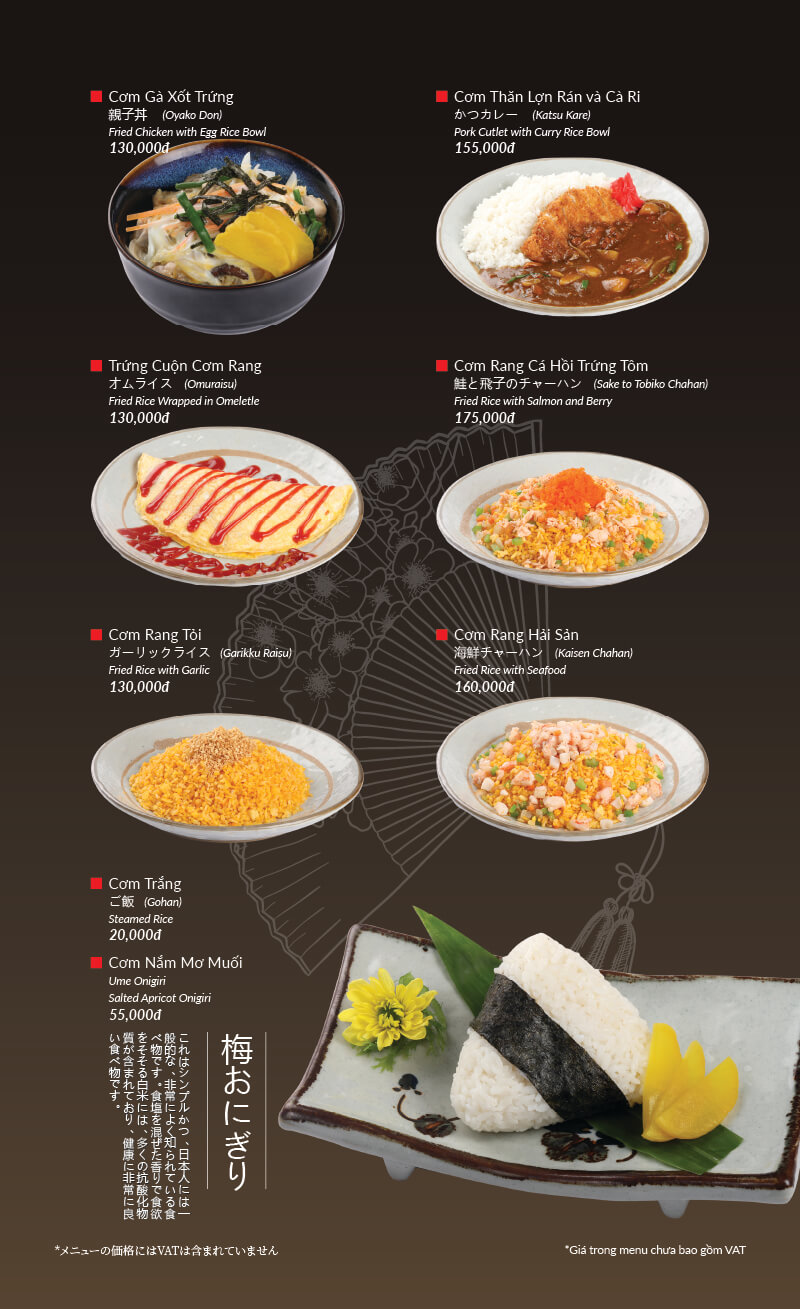 Cơm Gà Xốt Trứng
親子丼 (Oyako Don)
Fried Chicken with Egg Rice Bowl
130,000đ
Cơm Thăn Lợn Rán và Cà Ri
かつカレー (Katsu Kare)
Pork Cutlet with Curry Rice Bowl
155,000đ
Trứng Cuộn Cơm Rang
オムライス (Omuraisu)
Fried Rice Wrapped in Omeletle
130,000đ
Cơm Rang Cá Hồi Trứng Tôm
鮭と飛子のチャーハン (Sake to Tobiko Chahan)
Fried Rice with Salmon and Berry
175,000đ
Cơm Rang Tỏi
ガーリックライス (Garikku Raisu)
Fried Rice with Garlic
130,000đ
Cơm Rang Hải Sản
海鮮チャーハン (Kaisen Chahan)
Fried Rice with Seafood
160,000đ
Cơm Trắng
ご飯 (Gohan)
Steamed Rice
20,000đ
Cơm Nắm Mơ Muối
Ume Onigiri
Salted Apricot Onigiri
55,000đ
梅おにぎり
これはシンプルかつ、日本人には一
般的な、非常によく知られている食
べ物です。食塩を混ぜた香りで食欲
をそそる白米には、多くの抗酸化物
質が含まれており、健康に非常に良
い食べ物です。
*メニューの価格にはVATは含まれていません
*Giá trong menu chưa bao gồm VAT